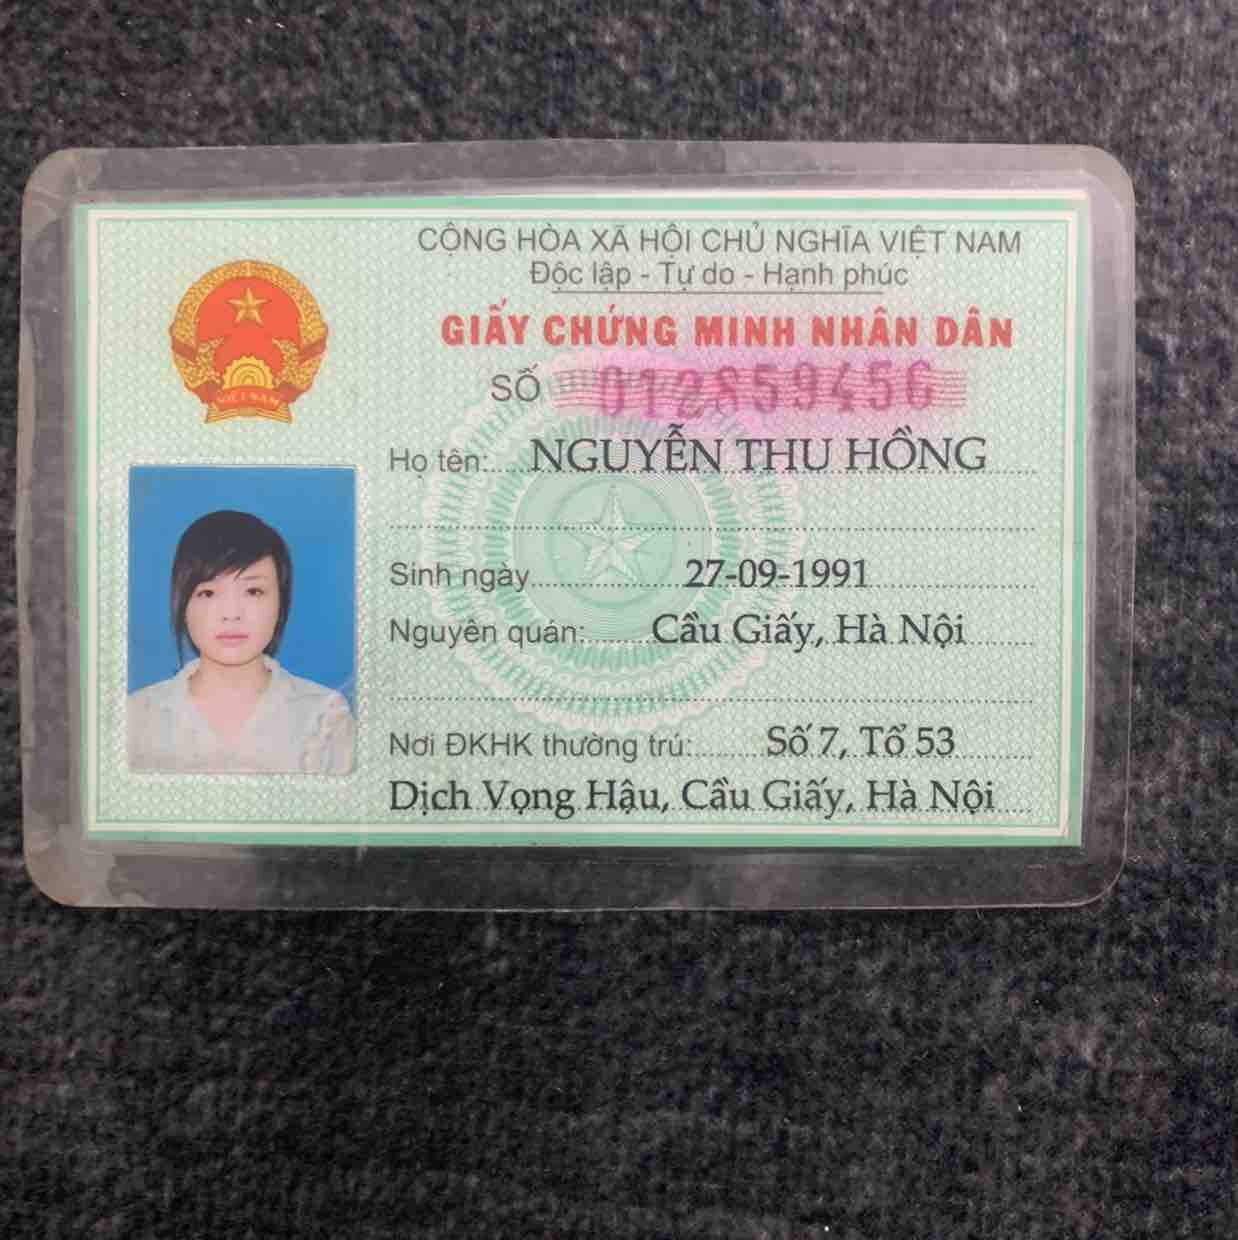 CỘNG HÒA XÃ HỘI CHỦ NGHĨA VIỆT NAM
Độc lập - Tự do - Hạnh phúc
GIẤY CHỨNG MINH NHÂN DÂN
SỐ 012859456
VIỆT NAM
Họ tên: NGUYỄN THU HỒNG
Sinh ngày 27-09-1991
Nguyên quán: Cầu Giấy, Hà Nội
Nơi ĐKHK thường trú: Số 7, Tổ 53
Dịch Vọng Hậu, Cầu Giấy, Hà Nội